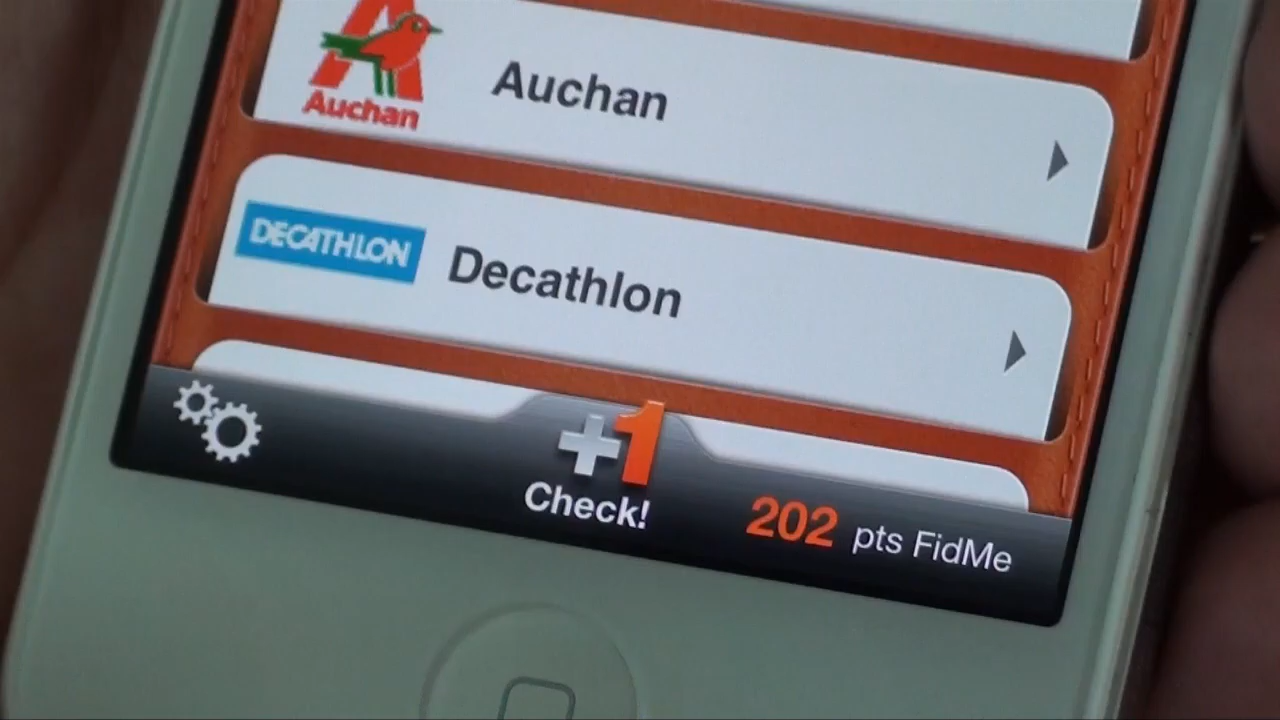 Auchan
Auchan
DECATHLON
Decathlon
+1
Check!
202 pts FidMe